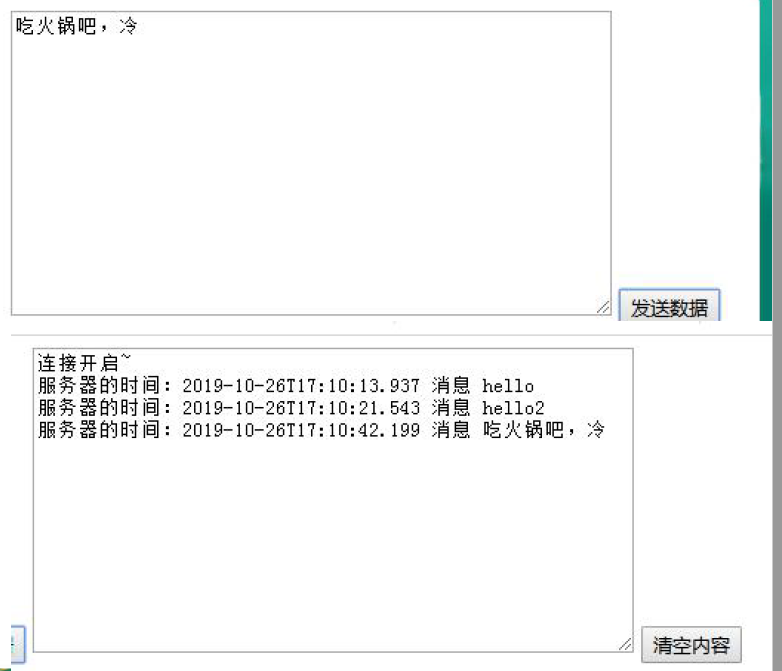 吃火锅吧，冷
发送数据
连接开启~
服务器的时间：2019-10-26T17:10:13.937 消息 hello
服务器的时间：2019-10-26T17:10:21.543 消息 hello2
服务器的时间：2019-10-26T17:10:42.199 消息 吃火锅吧，冷
清空内容